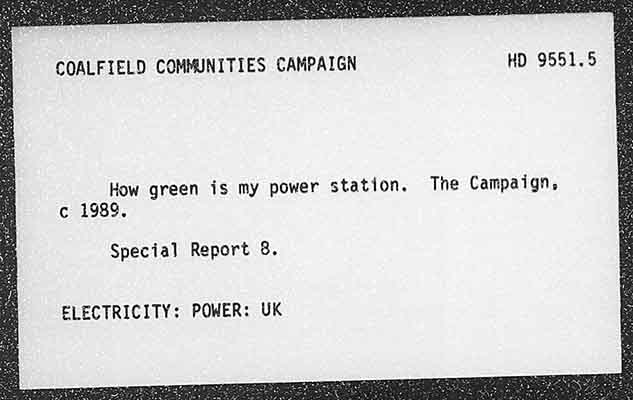 COALFIELD COMMUNITIES CAMPAIGN HD 9551.5
How green is my power station. The Campaign,
c 1989.
Special Report 8.
ELECTRICITY: POWER: UK